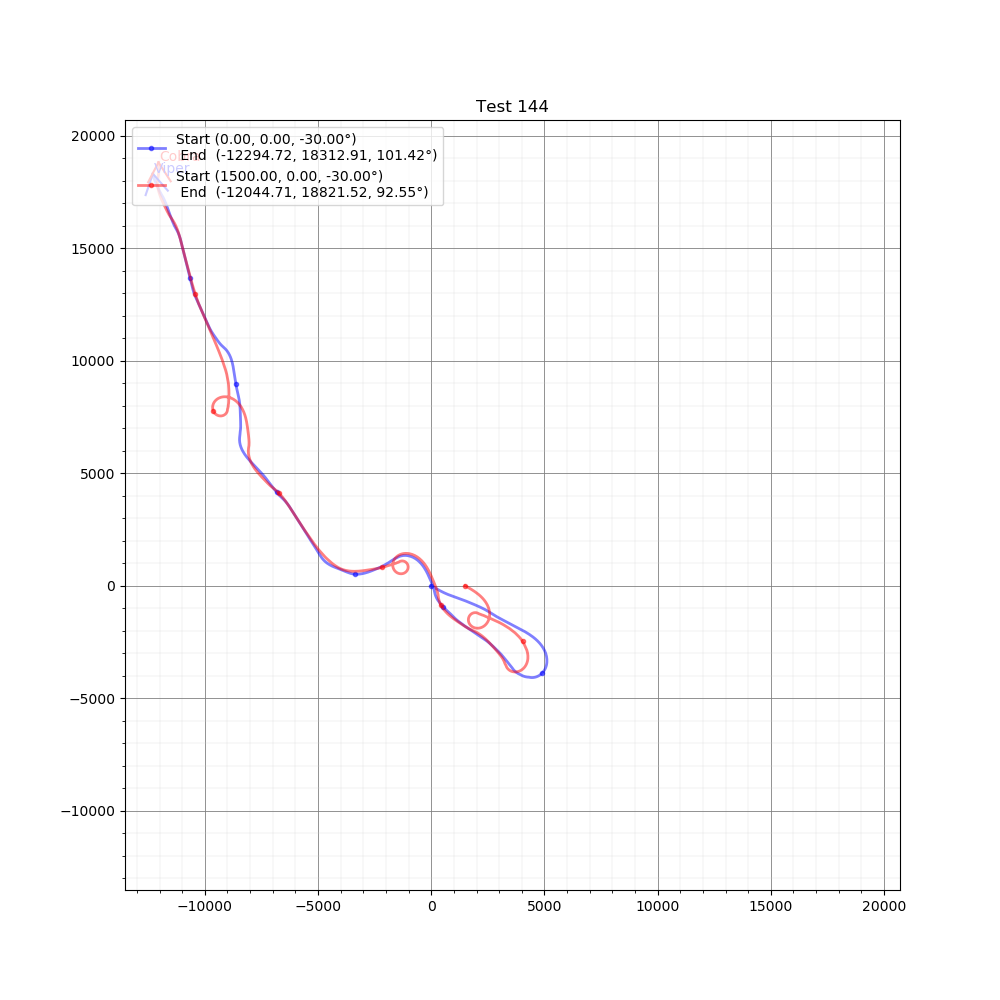 Test 144
Start (0.00, 0.00, -30.00°)
End (-12294.72, 18312.91, 101.42°)
Start (1500.00, 0.00, -30.00°)
End (-12044.71, 18821.52, 92.55°)
Cobra
Viper
20000
15000
10000
5000
0
−5000
−10000
−10000
−5000
0
5000
10000
15000
20000